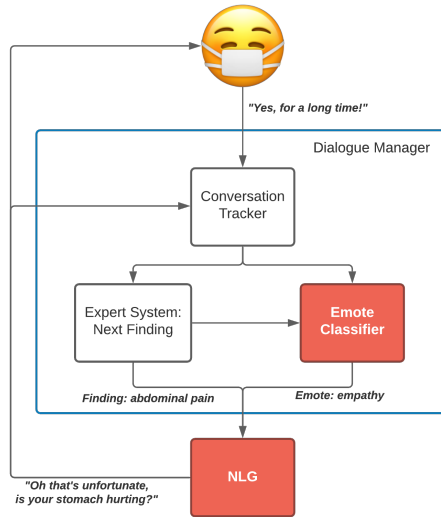 "Yes, for a long time!"
Dialogue Manager
Conversation
Tracker
Expert System:
Next Finding
Emote
Classifier
Finding: abdominal pain
Emote: empathy
NLG
"Oh that's unfortunate,
is your stomach hurting?"